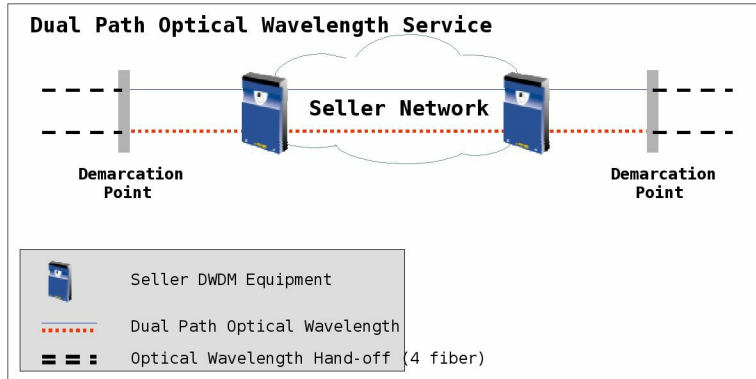 Dual Path Optical Wavelength Service
Seller Network
Demarcation
Point
Demarcation
Point
Seller DWDM Equipment
Dual Path Optical Wavelength
Optical Wavelength Hand-off (4 fiber)